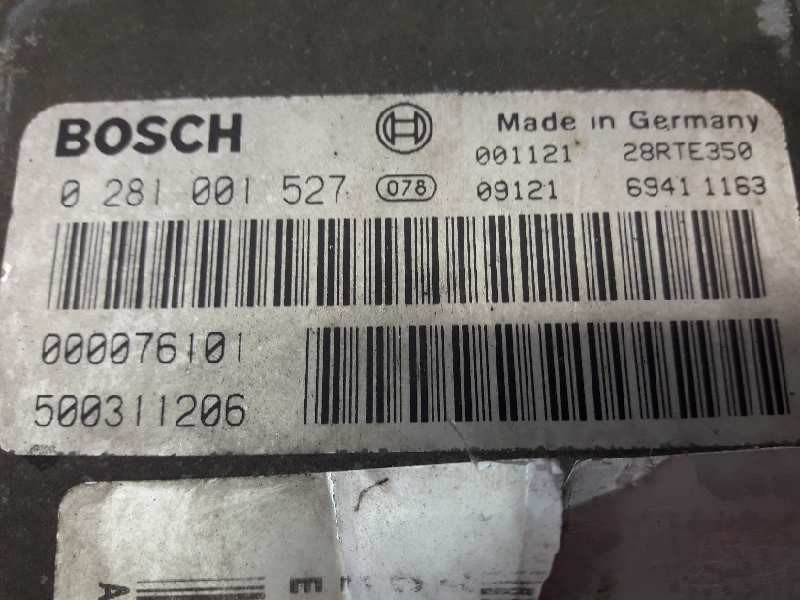 BOSCH
Made in Germany
001121 28RTE350
0 281 001 527 078 09121 6941 1163
000076101
500311206